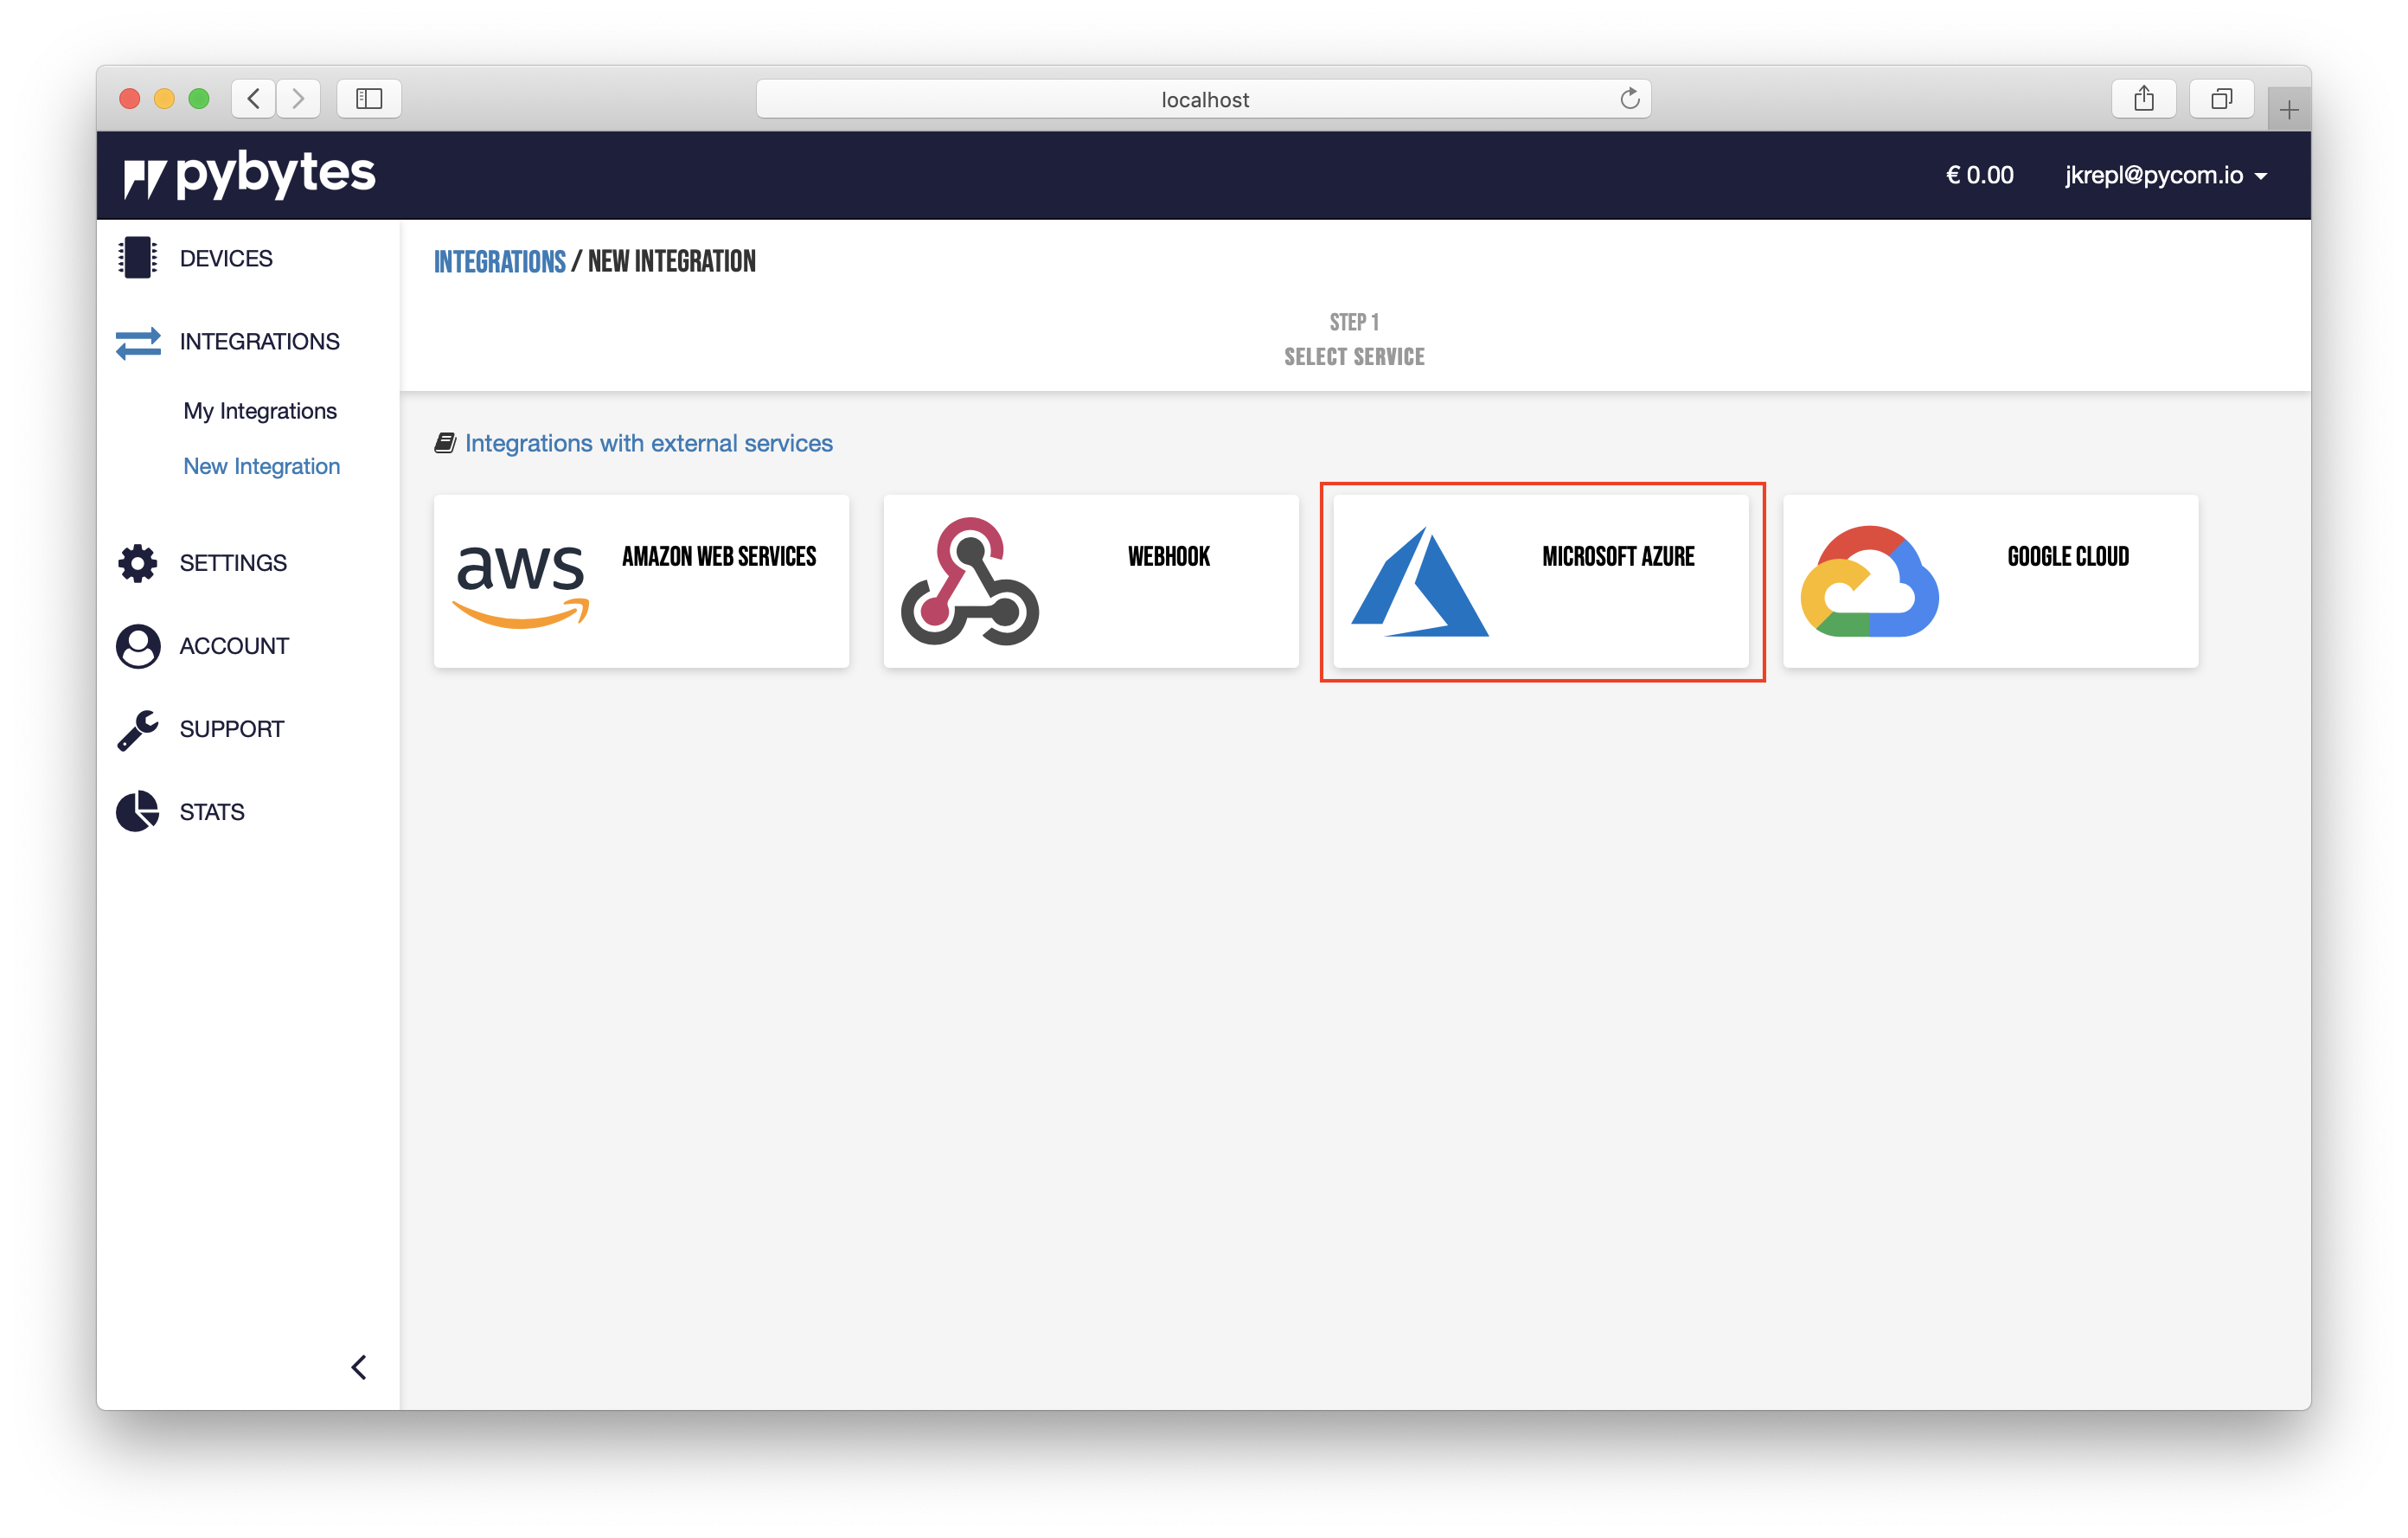 localhost
pybytes
€ 0.00
jkrepl@pycom.io
DEVICES
INTEGRATIONS
My Integrations
New Integration
SETTINGS
ACCOUNT
SUPPORT
STATS
INTEGRATIONS / NEW INTEGRATION
STEP 1
SELECT SERVICE
Integrations with external services
aws
AMAZON WEB SERVICES
WEBHOOK
MICROSOFT AZURE
GOOGLE CLOUD